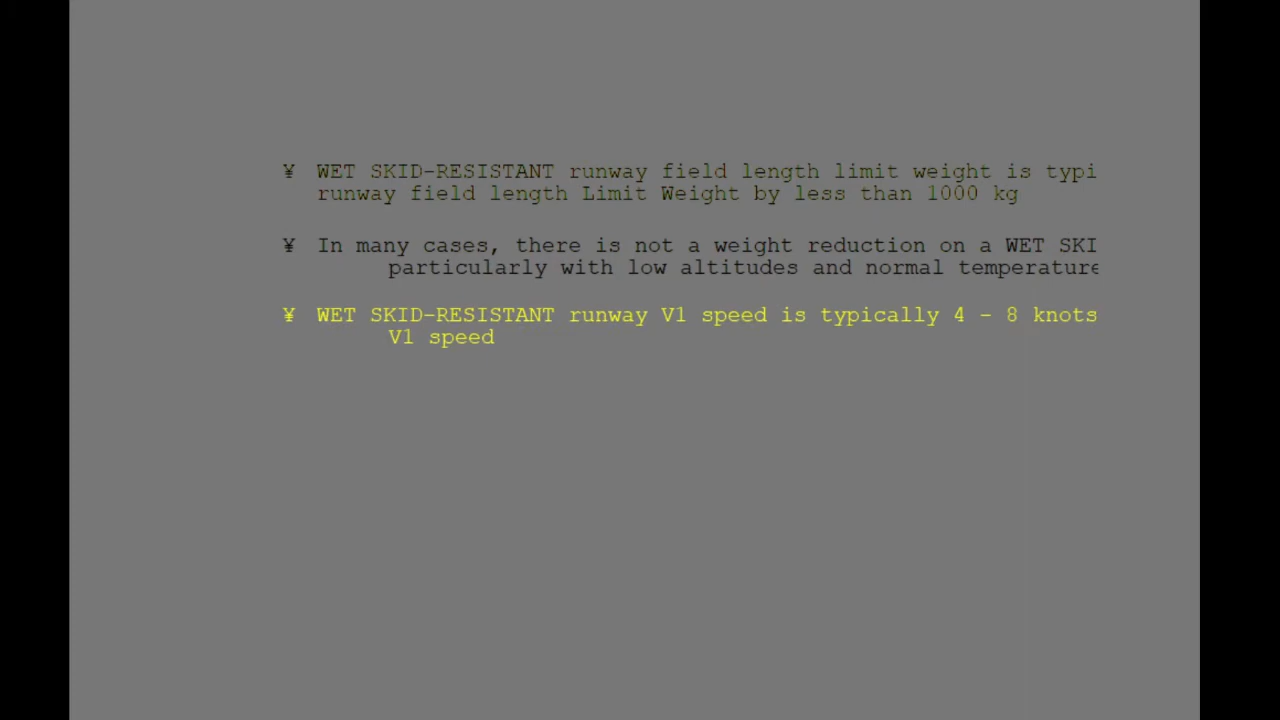 ¥ WET SKID-RESISTANT runway field length limit weight is typi
runway field length Limit Weight by less than 1000 kg
¥ In many cases, there is not a weight reduction on a WET SKI
particularly with low altitudes and normal temperature
¥ WET SKID-RESISTANT runway V1 speed is typically 4 - 8 knots
V1 speed